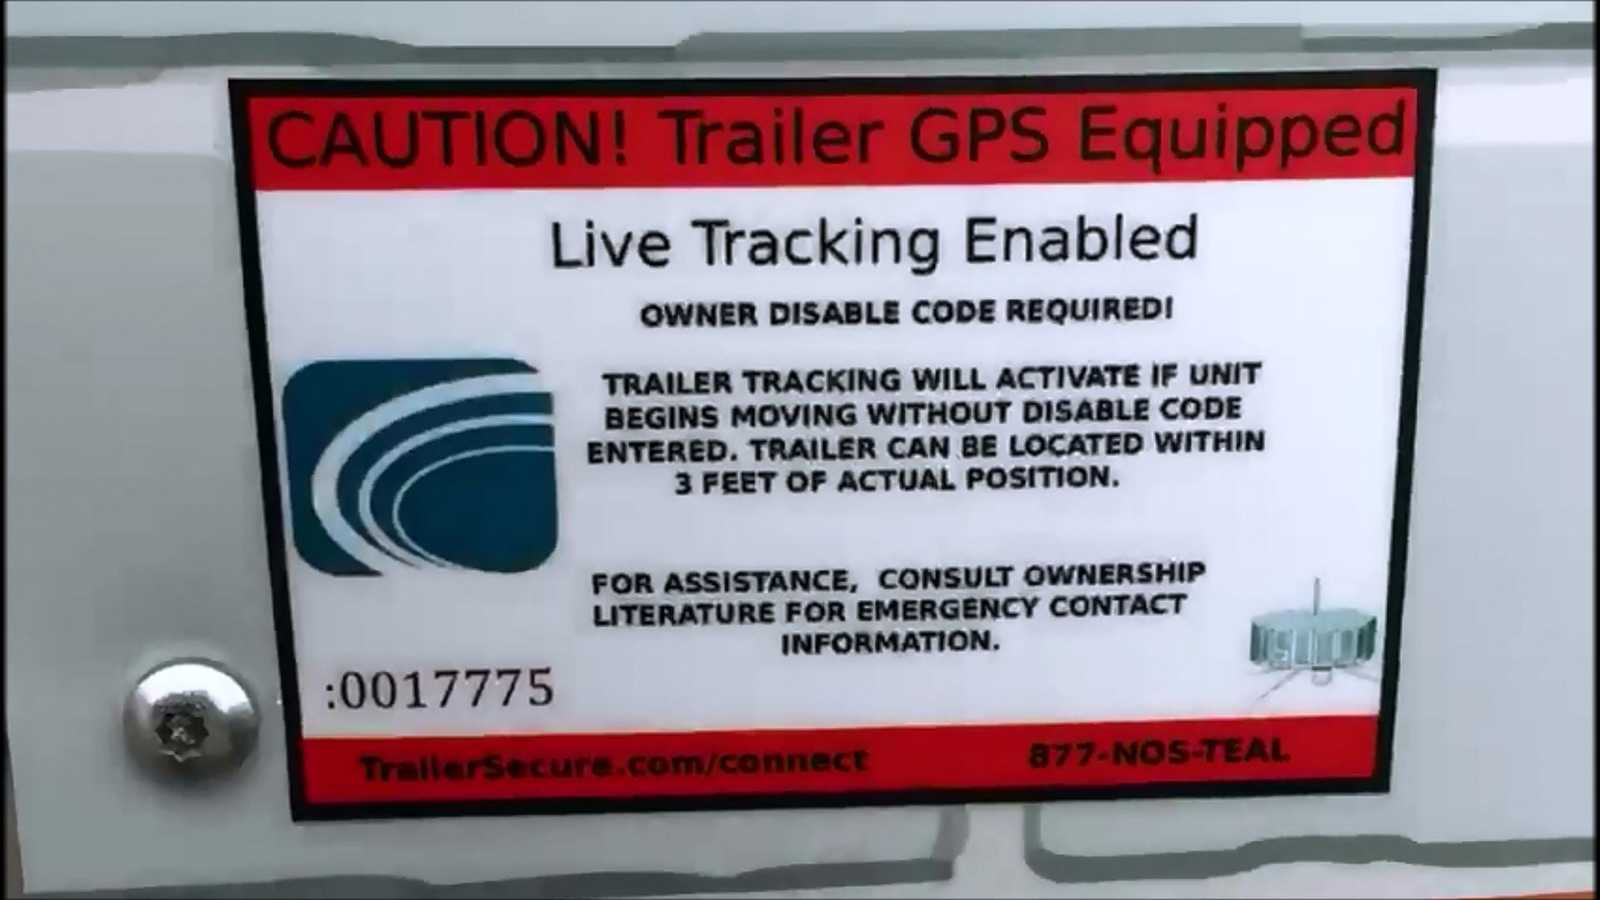 CAUTION! Trailer GPS Equipped
Live Tracking Enabled
OWNER DISABLE CODE REQUIRED!
TRAILER TRACKING WILL ACTIVATE IF UNIT
BEGINS MOVING WITHOUT DISABLE CODE
ENTERED. TRAILER CAN BE LOCATED WITHIN
3 FEET OF ACTUAL POSITION.
FOR ASSISTANCE, CONSULT OWNERSHIP
LITERATURE FOR EMERGENCY CONTACT
INFORMATION.
:0017775
TrailerSecure.com/connect 877-NOS-TEAL